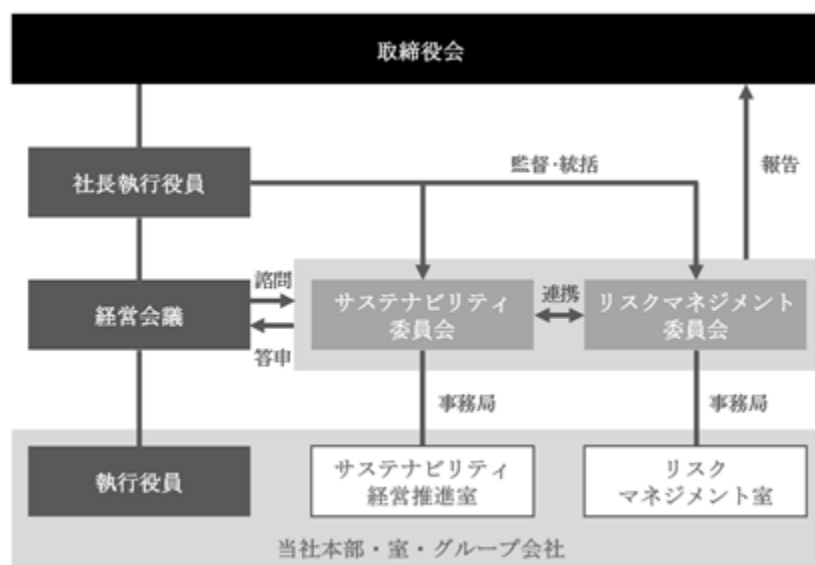 取締役会
社長執行役員
監督・統括
報告
経営会議
諮問
答申
サステナビリティ
委員会
連携
リスクマネジメント
委員会
事務局
事務局
執行役員
サステナビリティ
経営推進室
リスク
マネジメント室
当社本部・室・グループ会社